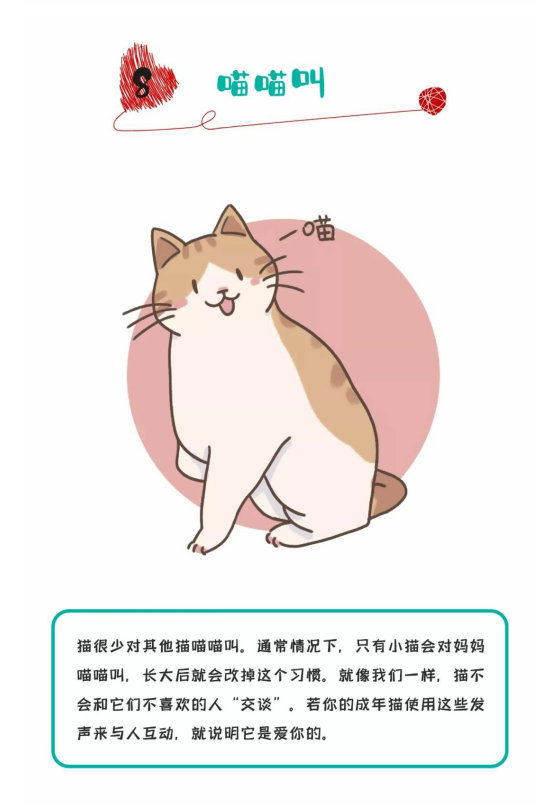 8
喵喵叫
喵
猫很少对其他猫喵喵叫。通常情况下，只有小猫会对妈妈
喵喵叫，长大后就会改掉这个习惯。就像我们一样，猫不
会和它们不喜欢的人“交谈”。若你的成年猫使用这些发
声来与人互动，就说明它是爱你的。